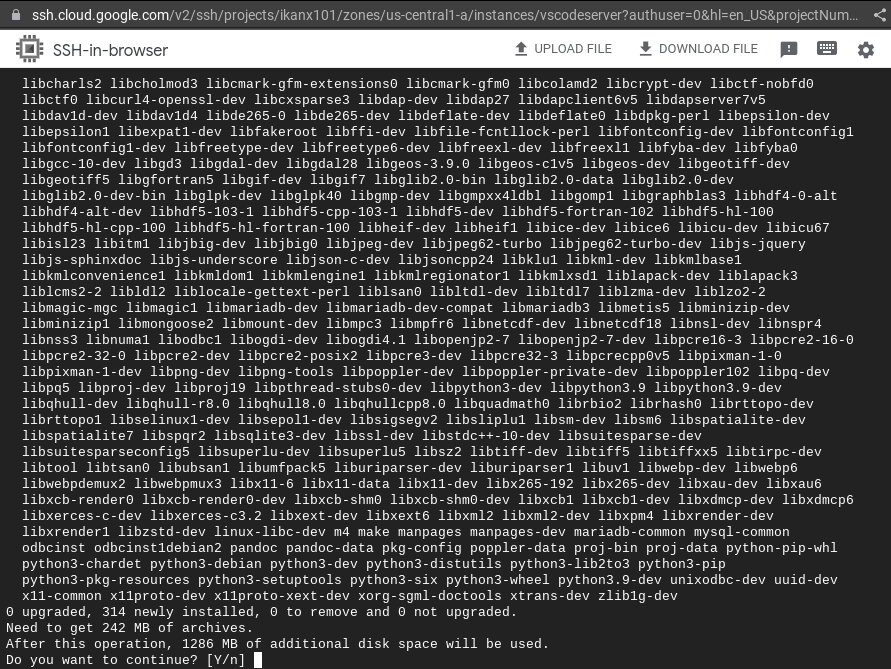 ssh.cloud.google.com/v2/ssh/projects/ikanx101/zones/us-central1-a/instances/vscodeserver?authuser=0&hl=en_US&projectNum...
SSH-in-browser
UPLOAD FILE
DOWNLOAD FILE
libcharls2 libcholmod3 libcmark-gfm-extensions0 libcmark-gfm0 libcolamd2 libcrypt-dev libctf-nobfd0
libctf0 libcurl4-openssl-dev libcxsparse3 libdap-dev libdap27 libdapclient6v5 libdapserver7v5
libdav1d-dev libdav1d4 libde265-0 libde265-dev libdeflate-dev libdeflate0 libdpkg-perl libepsilon-dev
libepsilon1 libexpat1-dev libfakeroot libffi-dev libfile-fcntllock-perl libfontconfig-dev libfontconfig1
libfontconfig1-dev libfreetype-dev libfreetype6-dev libfreexl-dev libfreexl1 libfyba-dev libfyba0
libgcc-10-dev libgd3 libgdal-dev libgdal28 libgeos-3.9.0 libgeos-c1v5 libgeos-dev libgeotiff-dev
libgeotiff5 libgfortran5 libgif-dev libgif7 libglib2.0-bin libglib2.0-data libglib2.0-dev
libglib2.0-dev-bin libglpk-dev libglpk40 libgmp-dev libgmpxx4ldbl libgomp1 libgraphblas3 libhdf4-0-alt
libhdf4-alt-dev libhdf5-103-1 libhdf5-cpp-103-1 libhdf5-dev libhdf5-fortran-102 libhdf5-hl-100
libhdf5-hl-cpp-100 libhdf5-hl-fortran-100 libheif-dev libheif1 libice-dev libice6 libicu-dev libicu67
libisl23 libitm1 libjbig-dev libjbig0 libjpeg-dev libjpeg62-turbo libjpeg62-turbo-dev libjs-jquery
libjs-sphinxdoc libjs-underscore libjson-c-dev libjsoncpp24 libklu1 libkml-dev libkmlbase1
libkmlconvenience1 libkmldom1 libkmlengine1 libkmlregionator1 libkmlxsd1 liblapack-dev liblapack3
liblcms2-2 libldl2 liblocale-gettext-perl liblsan0 libltdl-dev libltdl7 liblzma-dev liblzo2-2
libmagic-mgc libmagic1 libmariadb-dev libmariadb-dev-compat libmariadb3 libmetis5 libminizip-dev
libminizip1 libmongoose2 libmount-dev libmpc3 libmpfr6 libnetcdf-dev libnetcdf18 libnsl-dev libnspr4
libnss3 libnuma1 libodbc1 libogdi-dev libogdi4.1 libopenjp2-7 libopenjp2-7-dev libpcre16-3 libpcre2-16-0
libpcre2-32-0 libpcre2-dev libpcre2-posix2 libpcre3-dev libpcre32-3 libpcrecpp0v5 libpixman-1-0
libpixman-1-dev libpng-dev libpng-tools libpoppler-dev libpoppler-private-dev libpoppler102 libpq-dev
libpq5 libproj-dev libproj19 libpthread-stubs0-dev libpython3-dev libpython3.9 libpython3.9-dev
libqhull-dev libqhull-r8.0 libqhull8.0 libqhullcpp8.0 libquadmath0 librbio2 librhash0 librttopo-dev
librttopo1 libselinux1-dev libsepol1-dev libsigsegv2 libsliplu1 libsm-dev libsm6 libspatialite-dev
libspatialite7 libspqr2 libsqlite3-dev libssl-dev libstdc++-10-dev libsuitesparse-dev
libsuitesparseconfig5 libsuperlu-dev libsuperlu5 libsz2 libtiff-dev libtiff5 libtiffxx5 libtirpc-dev
libtool libtsan0 libubsan1 libumfpack5 liburiparser-dev liburiparser1 libuv1 libwebp-dev libwebp6
libwebpdemux2 libwebpmux3 libx11-6 libx11-data libx11-dev libx265-192 libx265-dev libxau-dev libxau6
libxcb-render0 libxcb-render0-dev libxcb-shm0 libxcb-shm0-dev libxcb1 libxcb1-dev libxdmcp-dev libxdmcp6
libxerces-c-dev libxerces-c3.2 libxext-dev libxext6 libxml2 libxml2-dev libxpm4 libxrender-dev
libxrender1 libzstd-dev linux-libc-dev m4 make manpages manpages-dev mariadb-common mysql-common
odbcinst odbcinst1debian2 pandoc pandoc-data pkg-config poppler-data proj-bin proj-data python-pip-whl
python3-chardet python3-debian python3-dev python3-distutils python3-lib2to3 python3-pip
python3-pkg-resources python3-setuptools python3-six python3-wheel python3.9-dev unixodbc-dev uuid-dev
x11-common x11proto-dev x11proto-xext-dev xorg-sgml-doctools xtrans-dev zlib1g-dev
0 upgraded, 314 newly installed, 0 to remove and 0 not upgraded.
Need to get 242 MB of archives.
After this operation, 1286 MB of additional disk space will be used.
Do you want to continue? [Y/n]